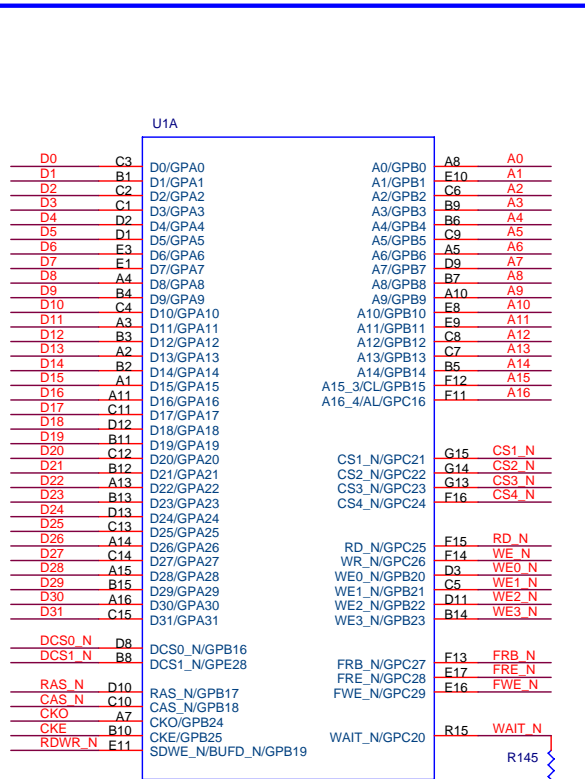 U1A
D0 C3 D0/GPA0 A0/GPB0 A8 A0
D1 B1 D1/GPA1 A1/GPB1 E10 A1
D2 C2 D2/GPA2 A2/GPB2 C6 A2
D3 C1 D3/GPA3 A3/GPB3 B9 A3
D4 D2 D4/GPA4 A4/GPB4 B6 A4
D5 D1 D5/GPA5 A5/GPB5 C9 A5
D6 E3 D6/GPA6 A6/GPB6 A5 A6
D7 E1 D7/GPA7 A7/GPB7 D9 A7
D8 A4 D8/GPA8 A8/GPB8 B7 A8
D9 B4 D9/GPA9 A9/GPB9 A10 A9
D10 C4 D10/GPA10 A10/GPB10 E8 A10
D11 A3 D11/GPA11 A11/GPB11 E9 A11
D12 B3 D12/GPA12 A12/GPB12 C8 A12
D13 A2 D13/GPA13 A13/GPB13 C7 A13
D14 B2 D14/GPA14 A14/GPB14 B5 A14
D15 A1 D15/GPA15 A15_3/CL/GPB15 F12 A15
D16 A11 D16/GPA16 A16_4/AL/GPC16 F11 A16
D17 C11 D17/GPA17
D18 D12 D18/GPA18
D19 B11 D19/GPA19
D20 C12 D20/GPA20 CS1_N/GPC21 G15 CS1_N
D21 B12 D21/GPA21 CS2_N/GPC22 G14 CS2_N
D22 A13 D22/GPA22 CS3_N/GPC23 G13 CS3_N
D23 B13 D23/GPA23 CS4_N/GPC24 F16 CS4_N
D24 D13 D24/GPA24
D25 C13 D25/GPA25
D26 A14 D26/GPA26 RD_N/GPC25 F15 RD_N
D27 C14 D27/GPA27 WR_N/GPC26 F14 WE_N
D28 A15 D28/GPA28 WE0_N/GPB20 D3 WE0_N
D29 B15 D29/GPA29 WE1_N/GPB21 C5 WE1_N
D30 A16 D30/GPA30 WE2_N/GPB22 D11 WE2_N
D31 C15 D31/GPA31 WE3_N/GPB23 B14 WE3_N
DCS0_N D8 DCS0_N/GPB16
DCS1_N B8 DCS1_N/GPE28 FRB_N/GPC27 F13 FRB_N
FRE_N/GPC28 E17 FRE_N
RAS_N D10 RAS_N/GPB17 FWE_N/GPC29 E16 FWE_N
CAS_N C10 CAS_N/GPB18
CKO A7 CKO/GPB24
CKE B10 CKE/GPB25 WAIT_N/GPC20 R15 WAIT_N
RDWR_N E11 SDWE_N/BUFD_N/GPB19
R145